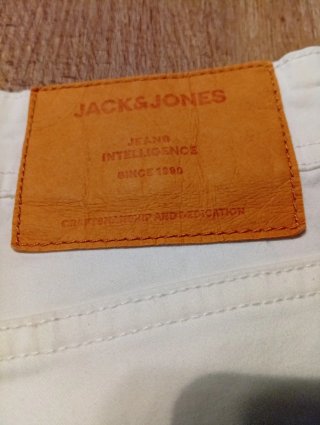 JACK&JONES
JEANS
INTELLIGENCE
SINCE 1990
CRAFTSMANSHIP AND DEDICATION